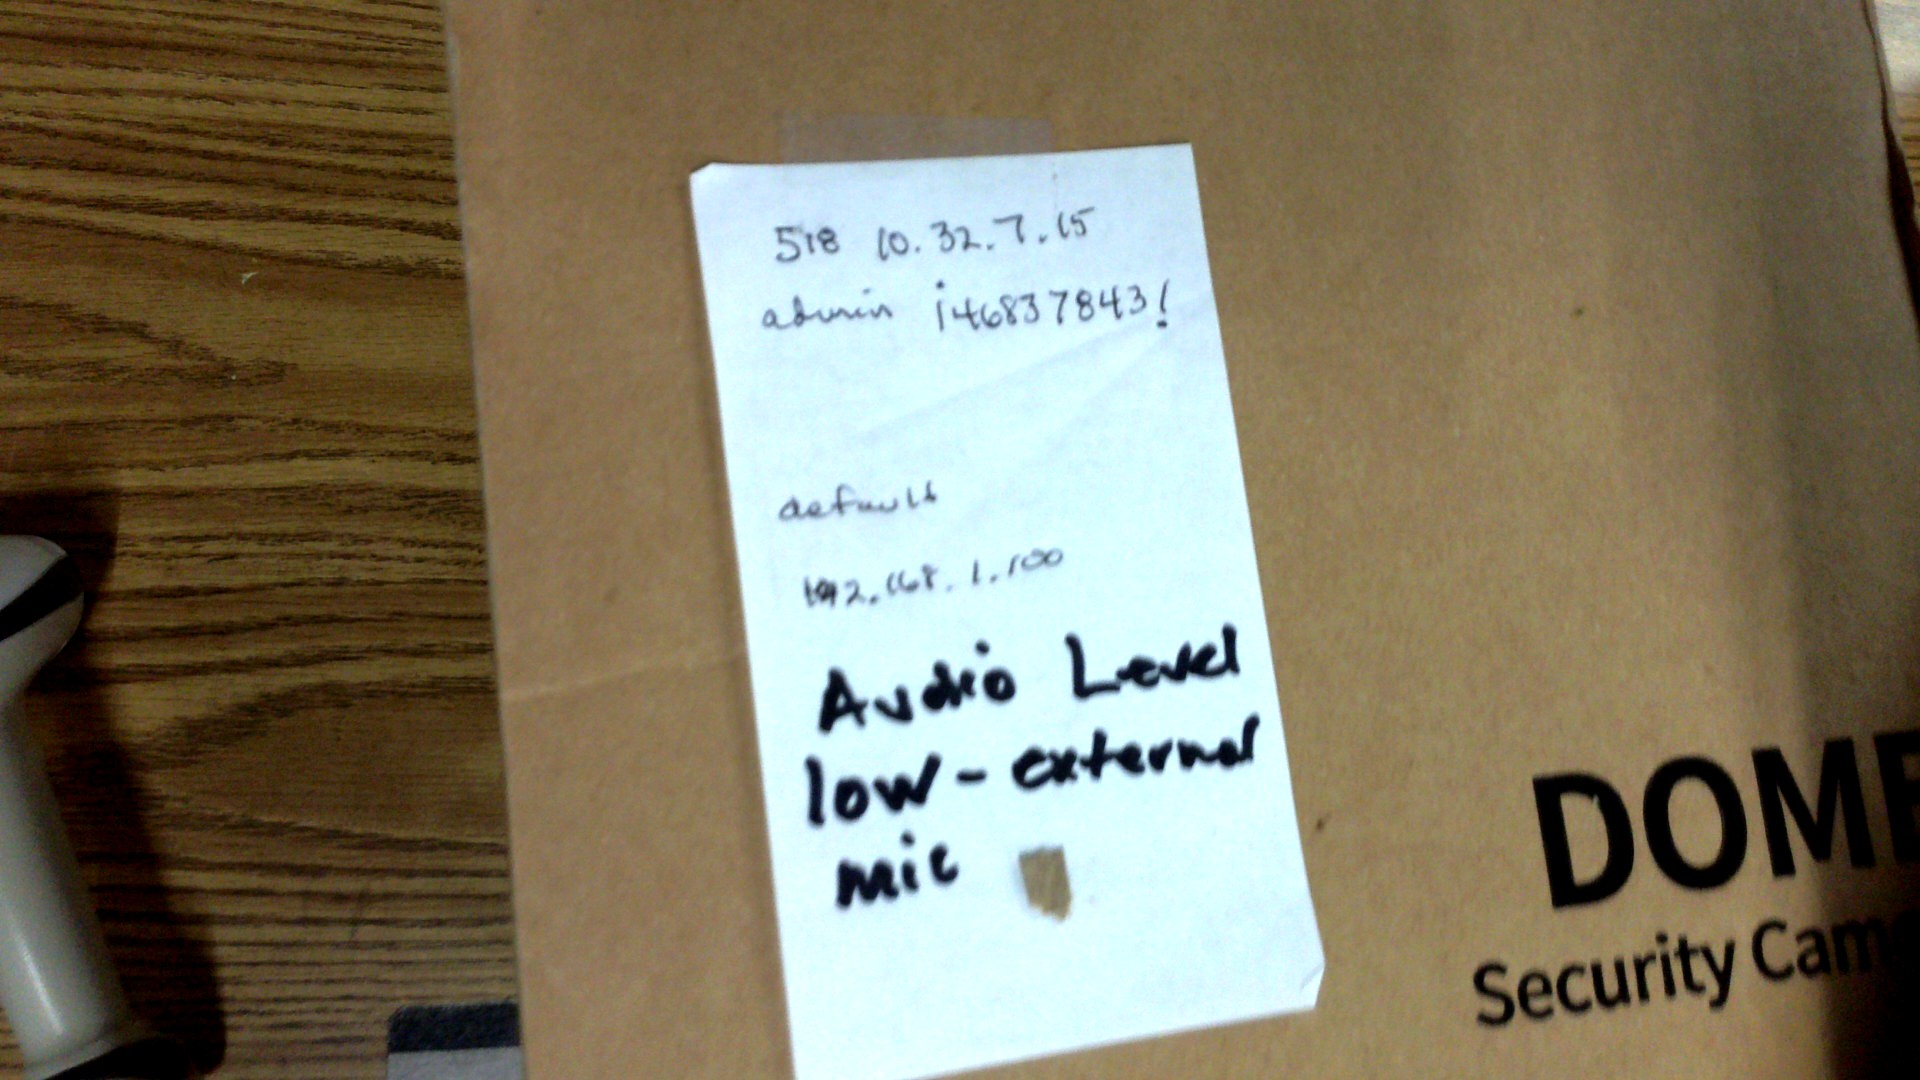 518 10.32.7.15
admin i46837843!
default
192.168.1.100
Audio Level
low - external
mic
DOME
Security Cam